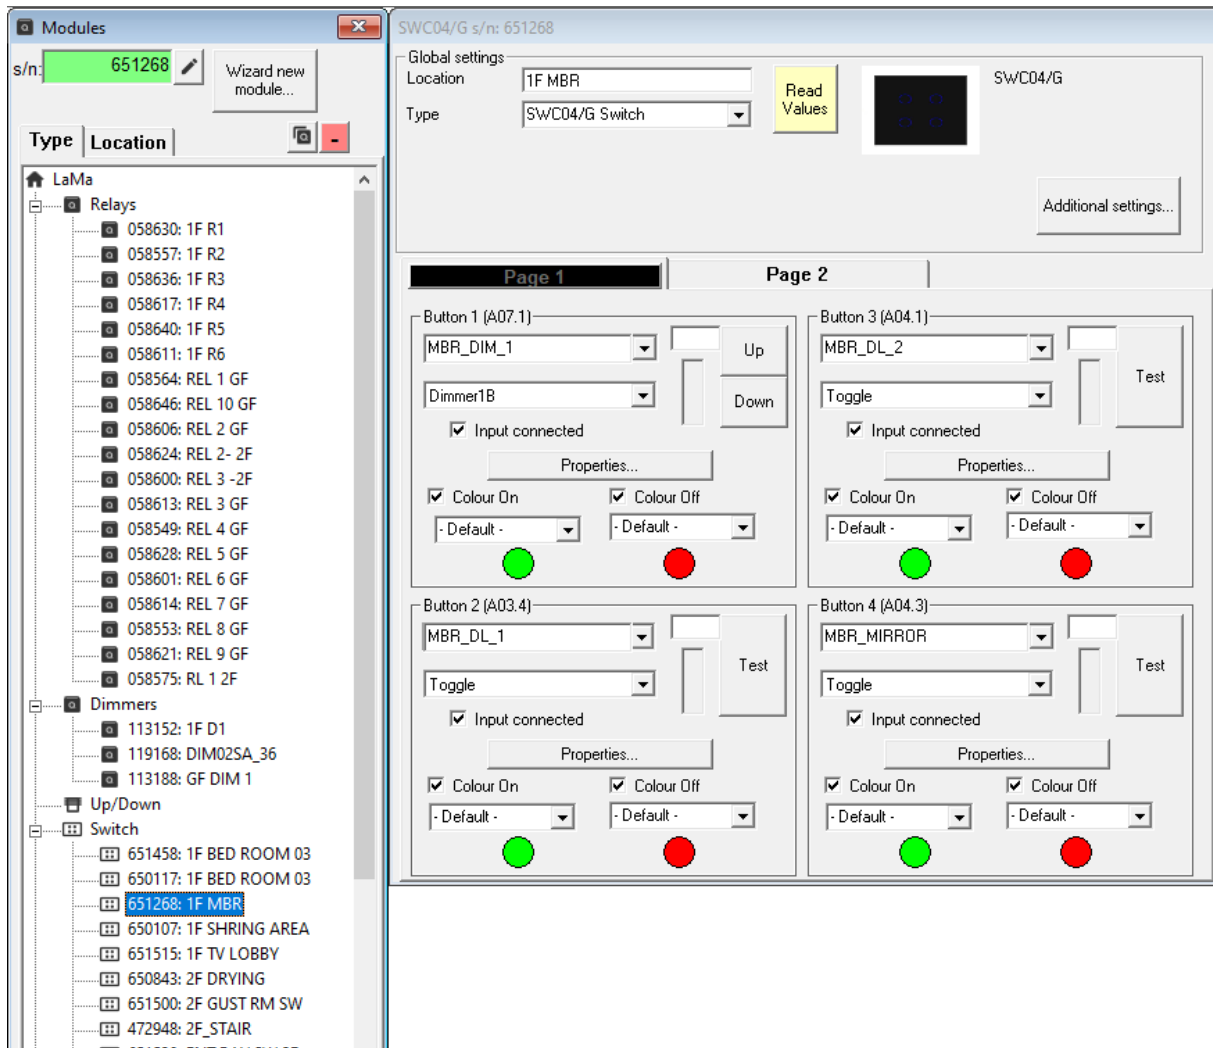 Modules
s/n: 651268
Wizard new
module...
Type Location
-
LaMa
Relays
058630: 1F R1
058557: 1F R2
058636: 1F R3
058617: 1F R4
058640: 1F R5
058611: 1F R6
058564: REL 1 GF
058646: REL 10 GF
058606: REL 2 GF
058624: REL 2- 2F
058600: REL 3 -2F
058613: REL 3 GF
058549: REL 4 GF
058628: REL 5 GF
058601: REL 6 GF
058614: REL 7 GF
058553: REL 8 GF
058621: REL 9 GF
058575: RL 1 2F
Dimmers
113152: 1F D1
119168: DIM02SA_36
113188: GF DIM 1
Up/Down
Switch
651458: 1F BED ROOM 03
650117: 1F BED ROOM 03
651268: 1F MBR
650107: 1F SHRING AREA
651515: 1F TV LOBBY
650843: 2F DRYING
651500: 2F GUST RM SW
472948: 2F_STAIR
SWC04/G s/n: 651268
Global settings
Location 1F MBR
Type SWC04/G Switch
Read
Values
SWC04/G
Additional settings...
Page 1 Page 2
Button 1 (A07.1)
MBR_DIM_1
Up
Dimmer1B
Down
Input connected
Properties...
Colour On Colour Off
- Default - - Default -
Button 3 (A04.1)
MBR_DL_2
Test
Toggle
Input connected
Properties...
Colour On Colour Off
- Default - - Default -
Button 2 (A03.4)
MBR_DL_1
Test
Toggle
Input connected
Properties...
Colour On Colour Off
- Default - - Default -
Button 4 (A04.3)
MBR_MIRROR
Test
Toggle
Input connected
Properties...
Colour On Colour Off
- Default - - Default -